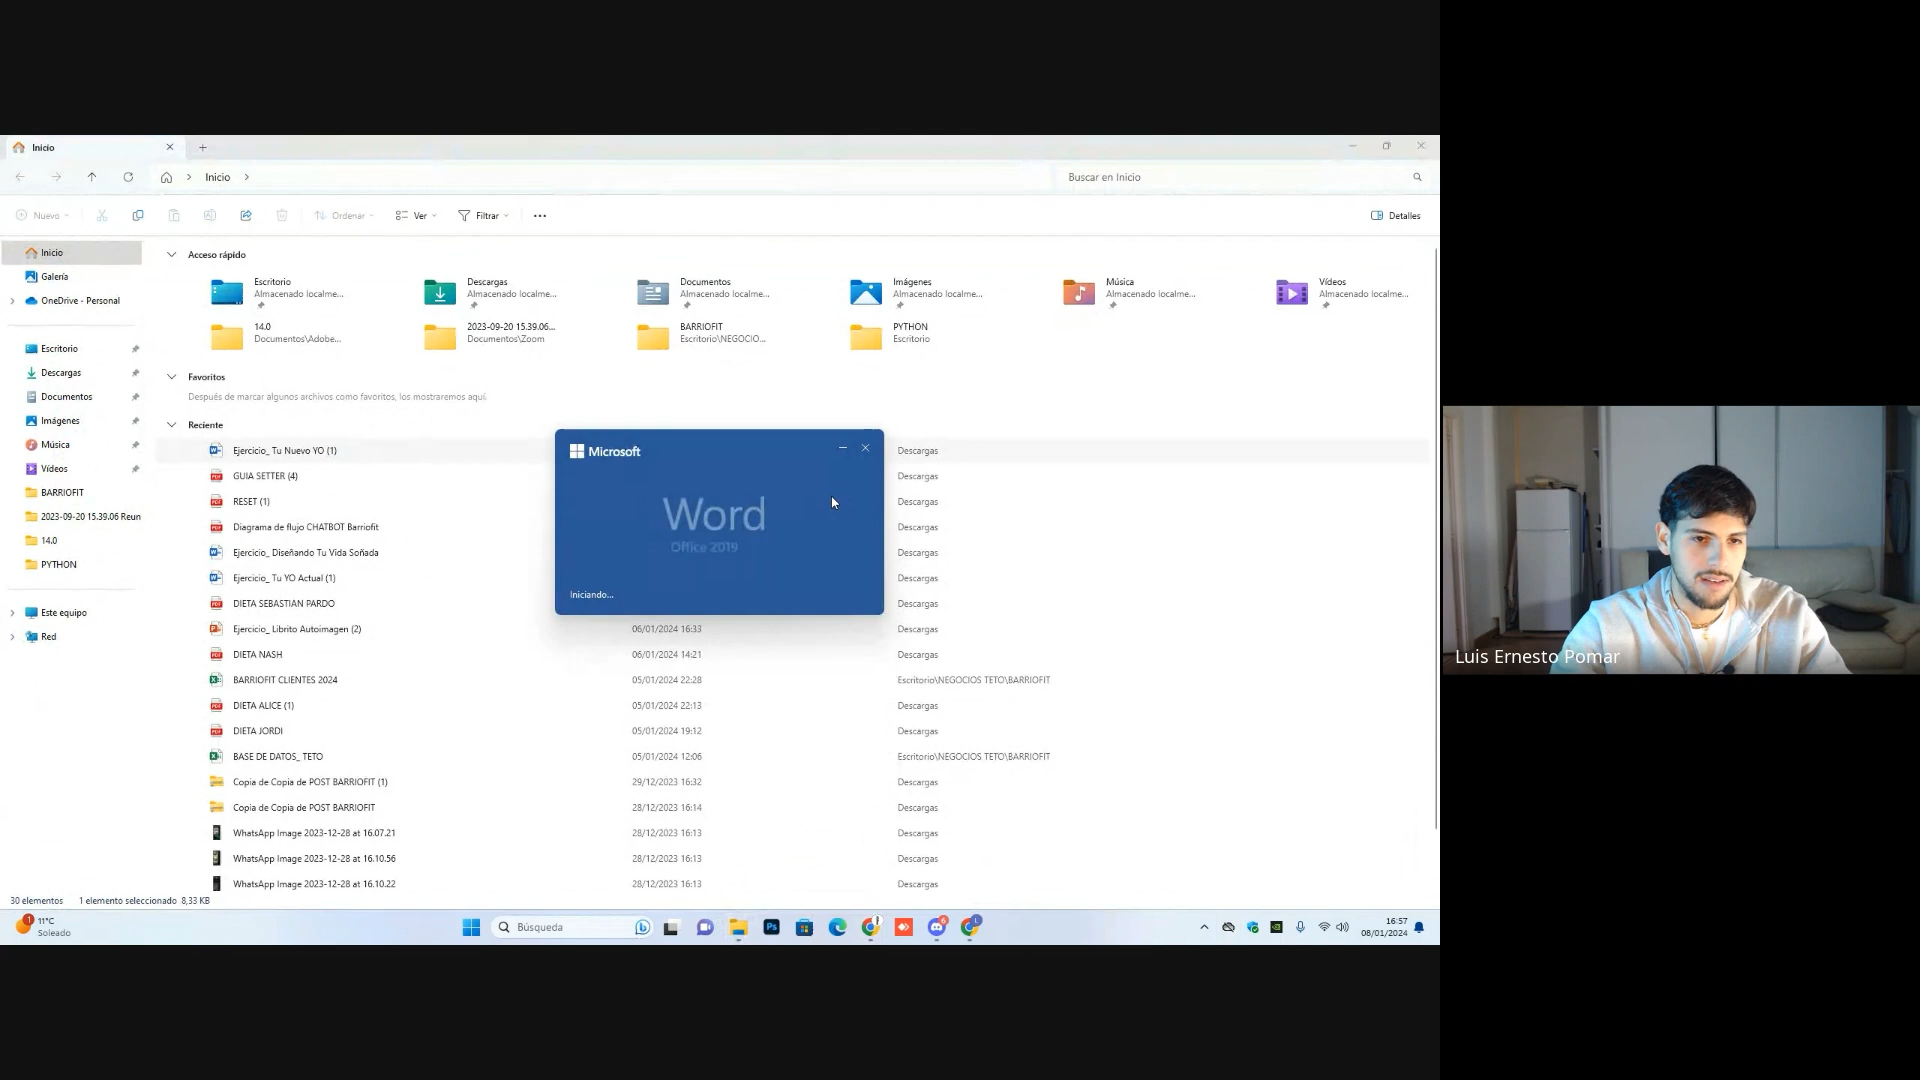 Inicio
Inicio
Buscar en Inicio
Nuevo
Ordenar
Ver
Filtrar
Detalles
Inicio
Galería
OneDrive - Personal
Escritorio
Descargas
Documentos
Imágenes
Música
Vídeos
BARRIOFIT
2023-09-20 15.39.06 Reun
14.0
PYTHON
Este equipo
Red
Acceso rápido
Escritorio
Almacenado localme...
Descargas
Almacenado localme...
Documentos
Almacenado localme...
Imágenes
Almacenado localme...
Música
Almacenado localme...
Vídeos
Almacenado localme...
14.0
Documentos\Adobe...
2023-09-20 15.39.06...
Documentos\Zoom
BARRIOFIT
Escritorio\NEGOCIO...
PYTHON
Escritorio
Favoritos
Después de marcar algunos archivos como favoritos, los mostraremos aquí.
Reciente
Ejercicio_ Tu Nuevo YO (1) Descargas
GUIA SETTER (4) Descargas
RESET (1) Descargas
Diagrama de flujo CHATBOT Barriofit Descargas
Ejercicio_ Diseñando Tu Vida Soñada Descargas
Ejercicio_ Tu YO Actual (1) Descargas
DIETA SEBASTIAN PARDO Descargas
Ejercicio_ Librito Autoimagen (2) 06/01/2024 16:33 Descargas
DIETA NASH 06/01/2024 14:21 Descargas
BARRIOFIT CLIENTES 2024 05/01/2024 22:28 Escritorio\NEGOCIOS TETO\BARRIOFIT
DIETA ALICE (1) 05/01/2024 22:13 Descargas
DIETA JORDI 05/01/2024 19:12 Descargas
BASE DE DATOS_ TETO 05/01/2024 12:06 Escritorio\NEGOCIOS TETO\BARRIOFIT
Copia de Copia de POST BARRIOFIT (1) 29/12/2023 16:32 Descargas
Copia de Copia de POST BARRIOFIT 28/12/2023 16:14 Descargas
WhatsApp Image 2023-12-28 at 16.07.21 28/12/2023 16:13 Descargas
WhatsApp Image 2023-12-28 at 16.10.56 28/12/2023 16:13 Descargas
WhatsApp Image 2023-12-28 at 16.10.22 28/12/2023 16:13 Descargas
Microsoft
Word
Office 2019
Iniciando...
30 elementos 1 elemento seleccionado 8,33 KB
1
11°C
Soleado
Búsqueda
Ps
6
L
16:57
08/01/2024
Luis Ernesto Pomar